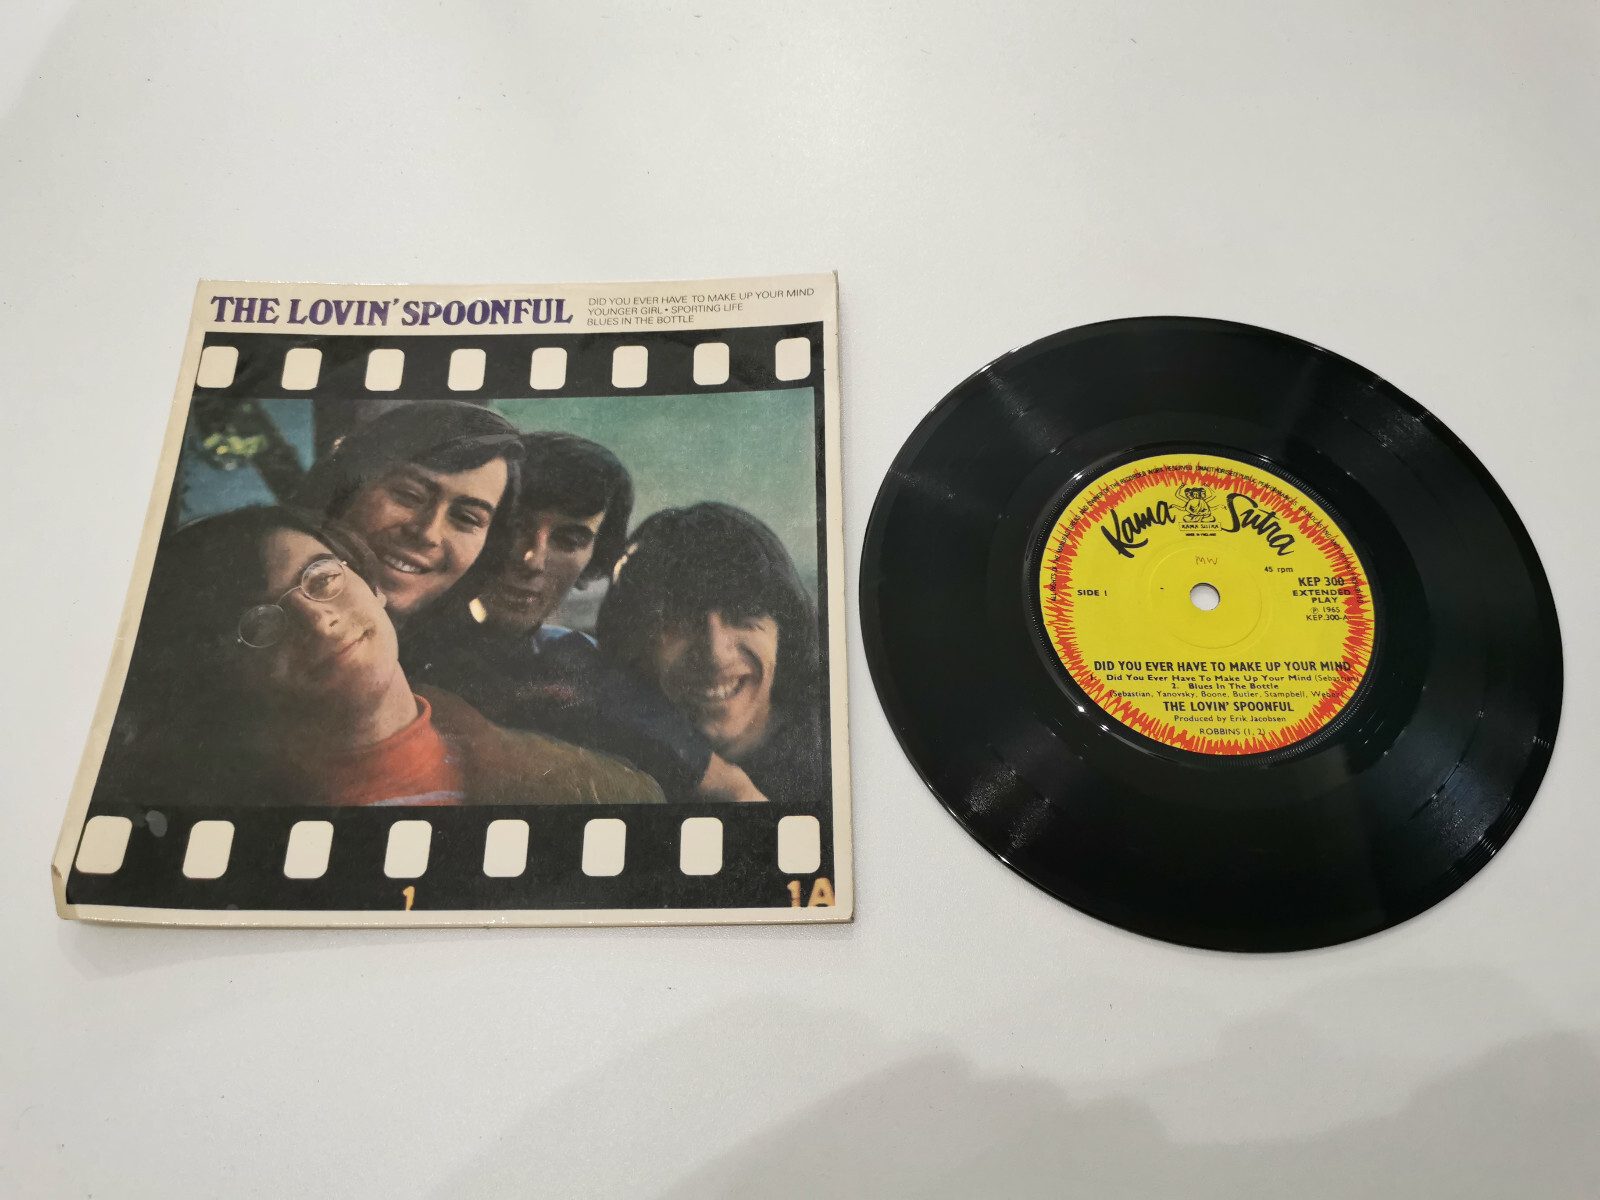 THE LOVIN' SPOONFUL
DID YOU EVER HAVE TO MAKE UP YOUR MIND
YOUNGER GIRL • SPORTING LIFE
BLUES IN THE BOTTLE
1
1A
Kama Sutra
KAMA SUTRA
MW
45 rpm
SIDE 1
KEP 300
EXTENDED
PLAY
Ⓟ 1965
KEP.300-A
DID YOU EVER HAVE TO MAKE UP YOUR MIND
1. Did You Ever Have To Make Up Your Mind (Sebastian)
2. Blues In The Bottle
(Sebastian, Yanovsky, Boone, Butler, Stampbell, Weber)
THE LOVIN' SPOONFUL
Produced by Erik Jacobsen
ROBBINS (1, 2)